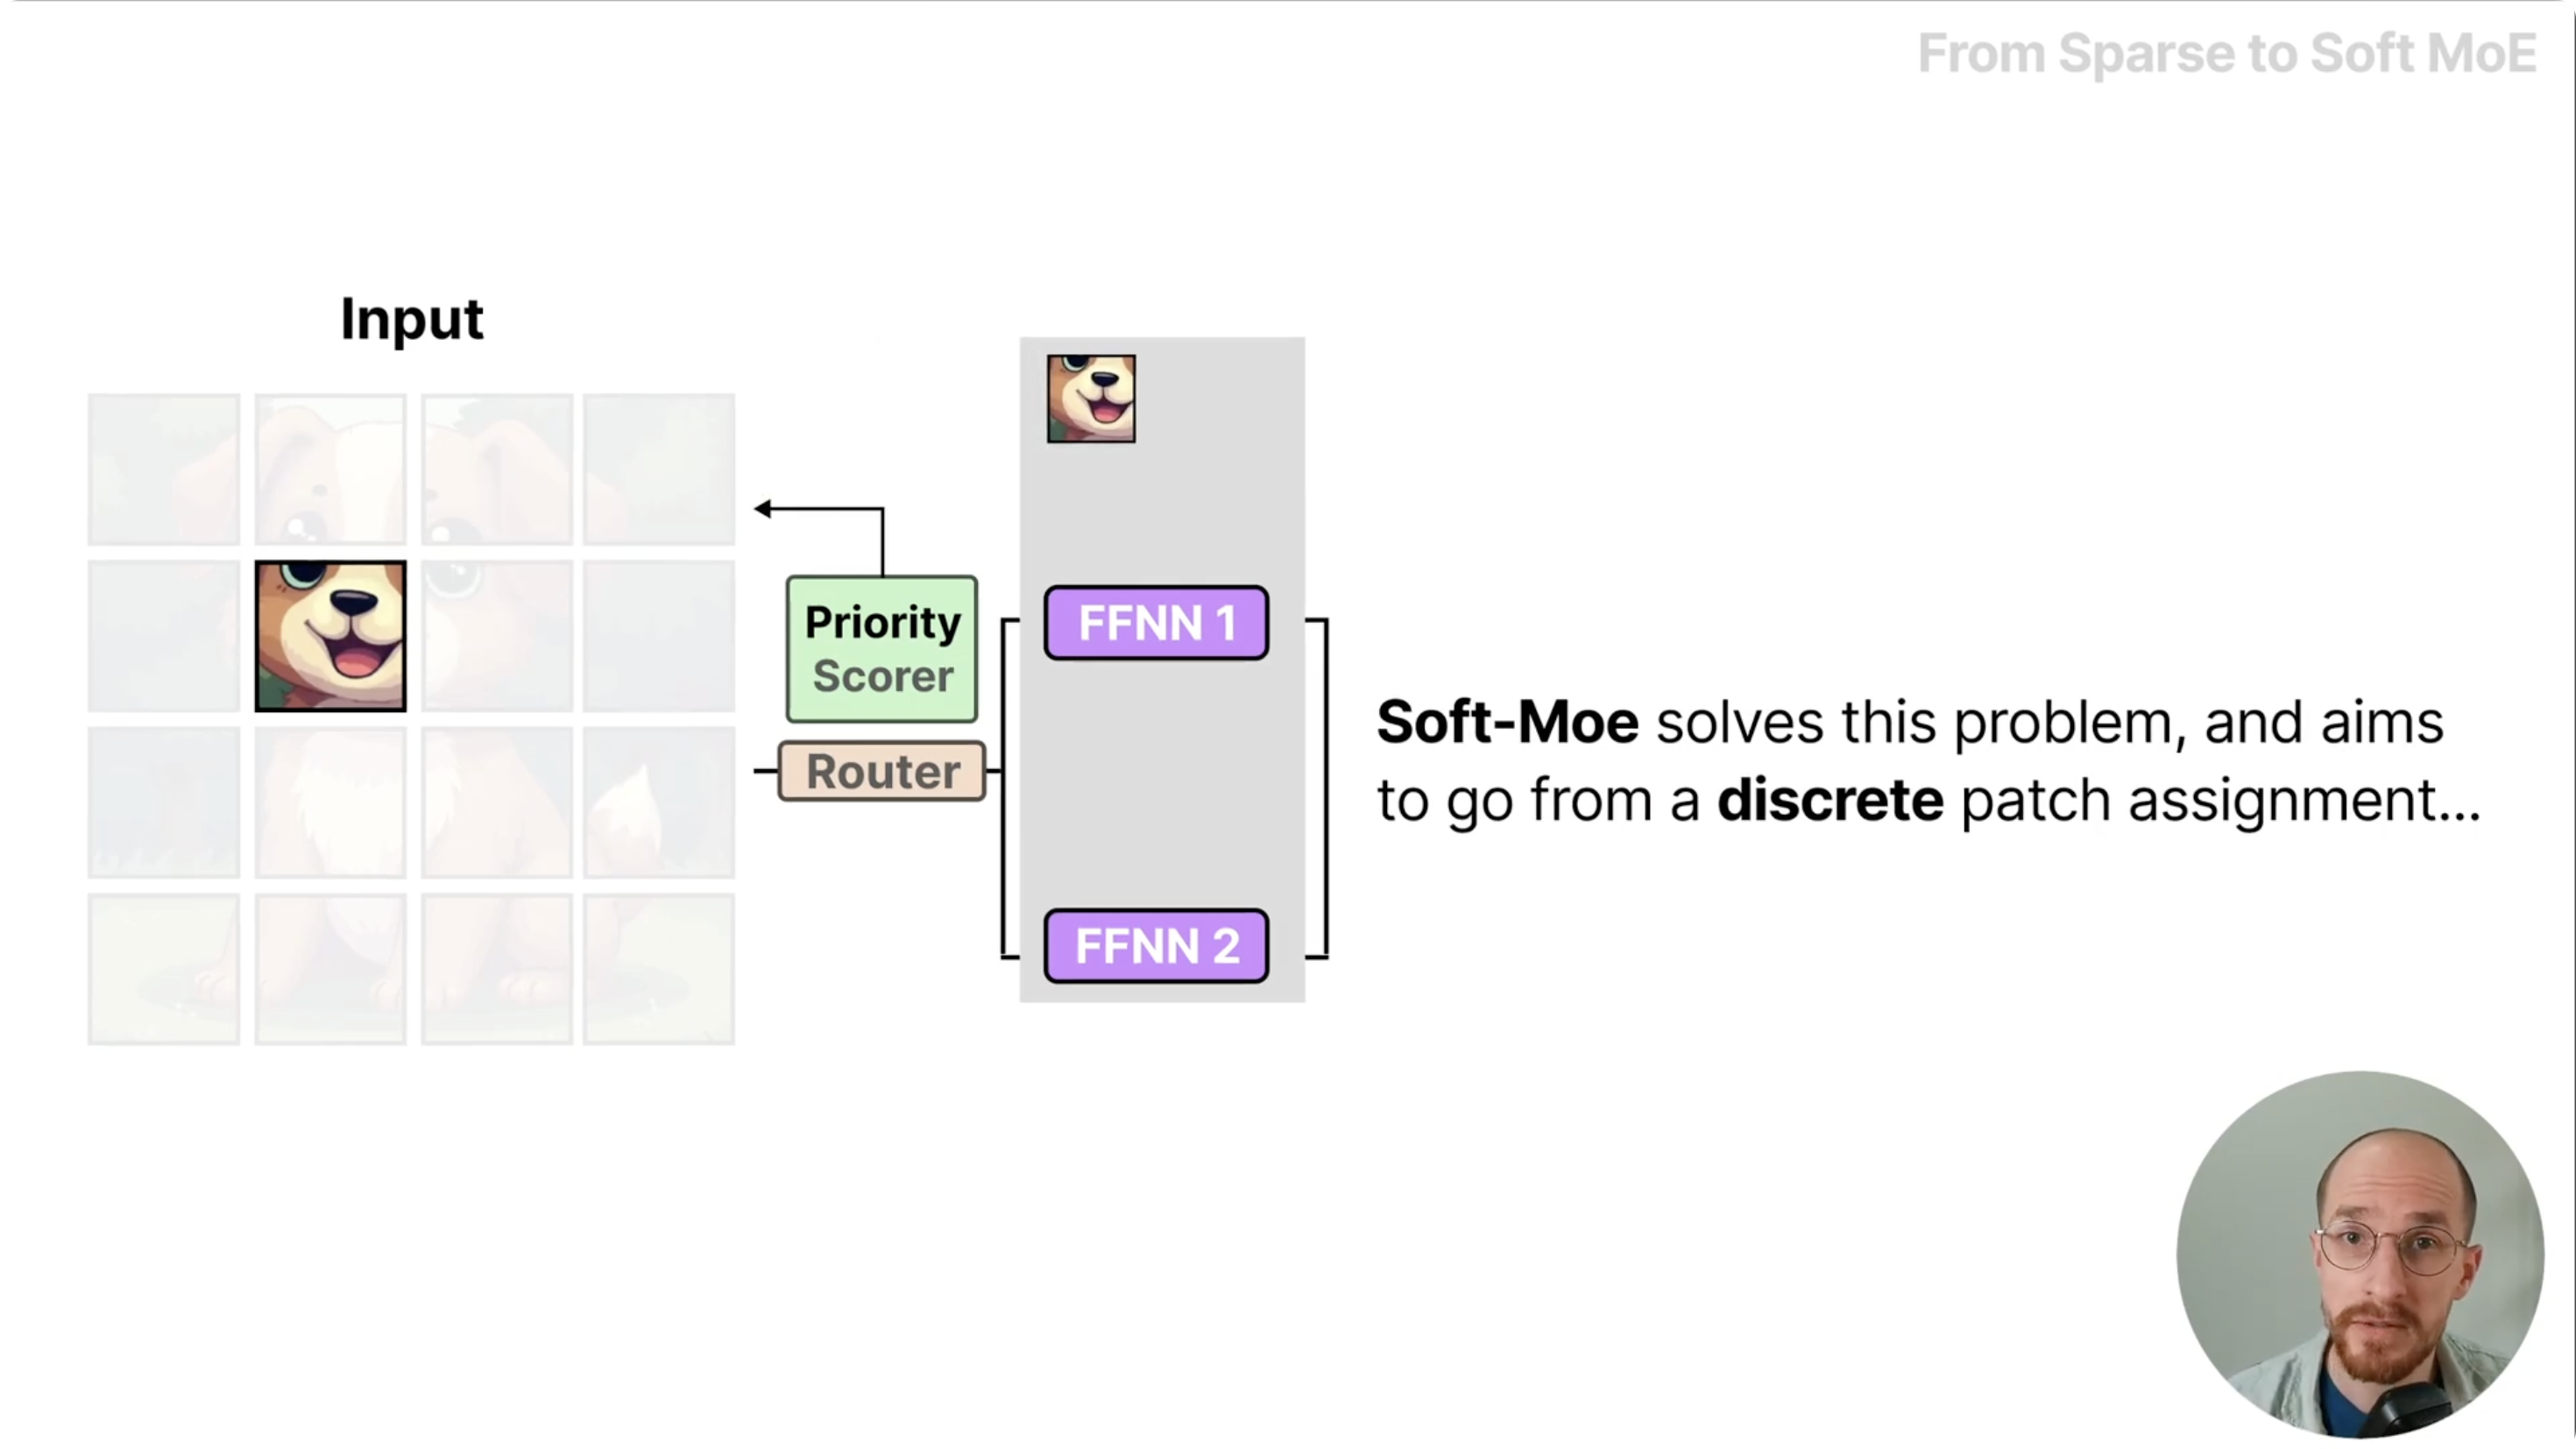 From Sparse to Soft MoE
Input
Priority
Scorer
Router
FFNN 1
FFNN 2
Soft-Moe solves this problem, and aims
to go from a discrete patch assignment...